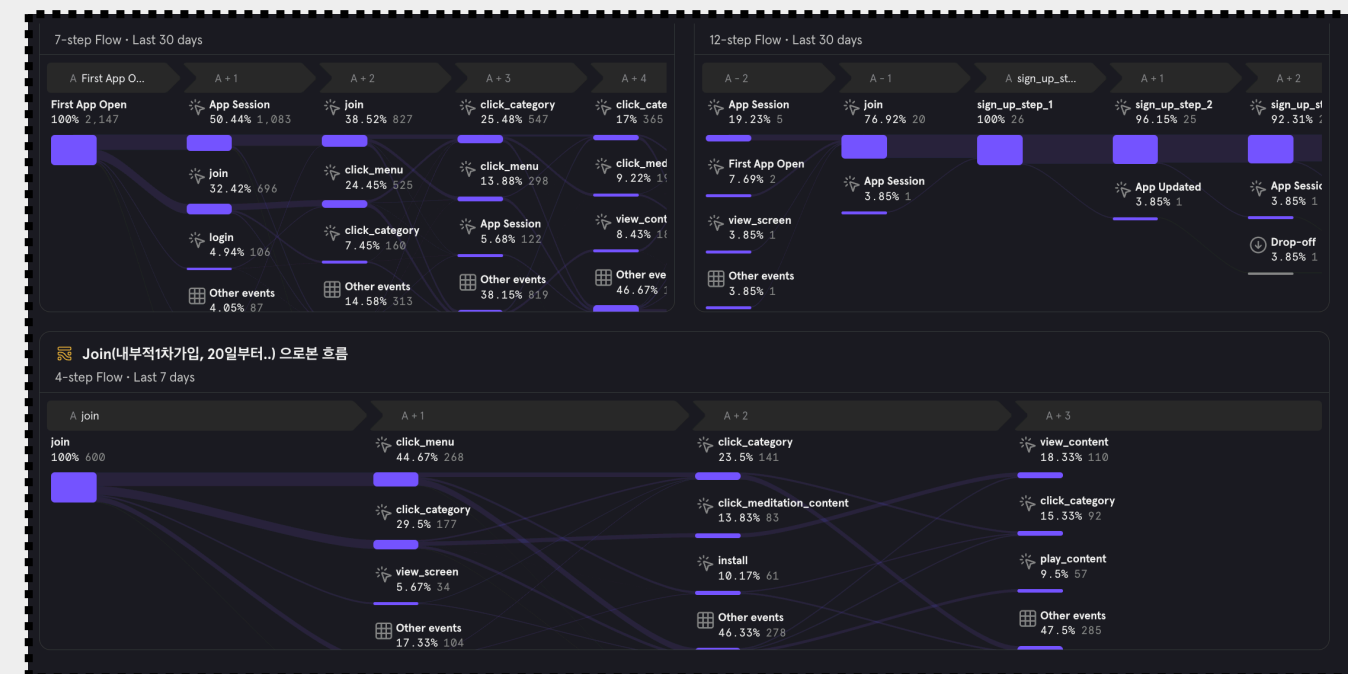 7-step Flow • Last 30 days
A First App O...
A + 1
A + 2
A + 3
A + 4
First App Open
100% 2,147
App Session
50.44% 1,083
join
32.42% 696
login
4.94% 106
Other events
4.05% 87
join
38.52% 827
click_menu
24.45% 525
click_category
7.45% 160
Other events
14.58% 313
click_category
25.48% 547
click_menu
13.88% 298
App Session
5.68% 122
Other events
38.15% 819
click_cate
17% 365
click_med
9.22%
view_cont
8.43%
Other eve
46.67%
12-step Flow • Last 30 days
A - 2
A - 1
A sign_up_st...
A + 1
A + 2
App Session
19.23% 5
First App Open
7.69% 2
view_screen
3.85% 1
Other events
3.85% 1
join
76.92% 20
App Session
3.85% 1
sign_up_step_1
100% 26
sign_up_step_2
96.15% 25
App Updated
3.85% 1
sign_up_st
92.31%
App Sessic
3.85% 1
Drop-off
3.85% 1
Join(내부적1차가입, 20일부터..) 으로본 흐름
4-step Flow • Last 7 days
A join
A + 1
A + 2
A + 3
join
100% 600
click_menu
44.67% 268
click_category
29.5% 177
view_screen
5.67% 34
Other events
17.33% 104
click_category
23.5% 141
click_meditation_content
13.83% 83
install
10.17% 61
Other events
46.33% 278
view_content
18.33% 110
click_category
15.33% 92
play_content
9.5% 57
Other events
47.5% 285